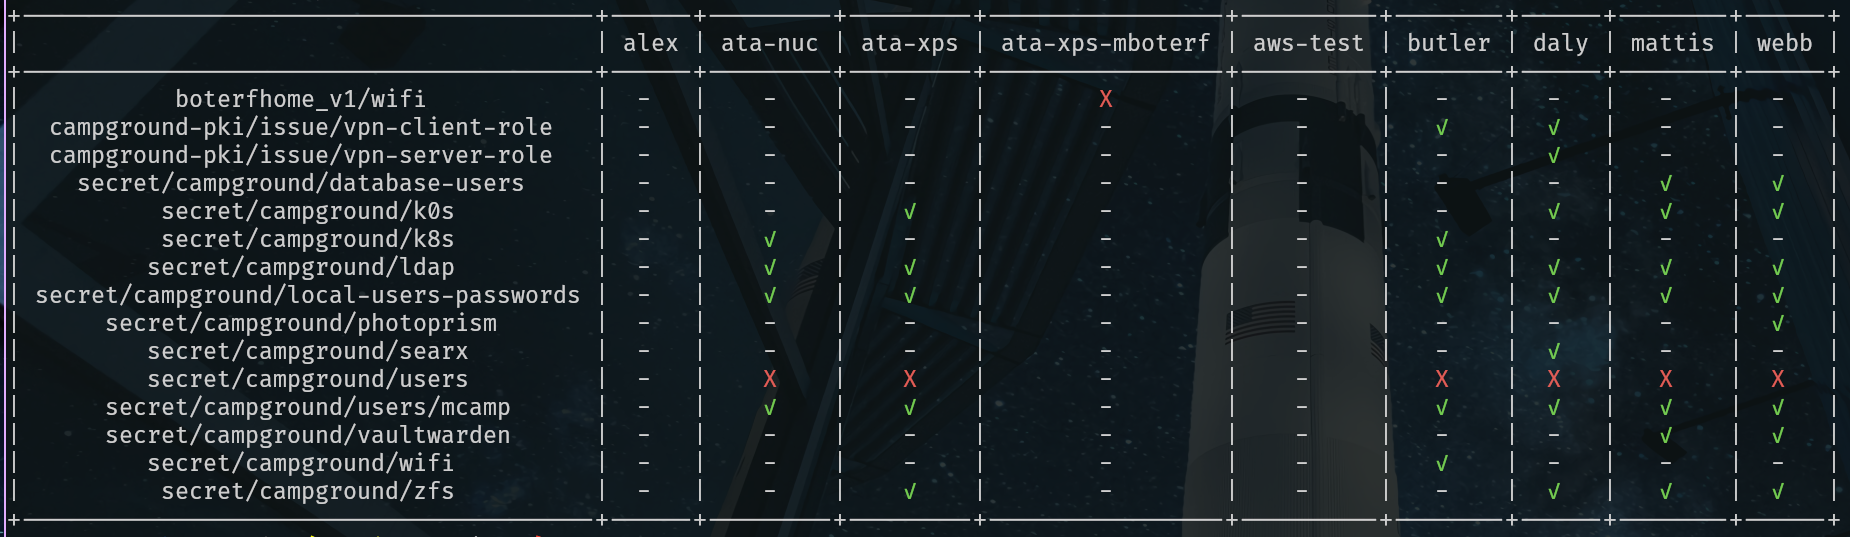 alex | ata-nuc | ata-xps | ata-xps-mboterf | aws-test | butler | daly | mattis | webb
boterfhome_v1/wifi | - | - | - | X | - | - | - | - | -
campground-pki/issue/vpn-client-role | - | - | - | - | - | √ | √ | - | -
campground-pki/issue/vpn-server-role | - | - | - | - | - | - | √ | - | -
secret/campground/database-users | - | - | - | - | - | - | - | √ | √
secret/campground/k0s | - | - | √ | - | - | - | √ | √ | √
secret/campground/k8s | - | √ | - | - | - | √ | - | - | -
secret/campground/ldap | - | √ | √ | - | - | √ | √ | √ | √
secret/campground/local-users-passwords | - | √ | √ | - | - | √ | √ | √ | √
secret/campground/photoprism | - | - | - | - | - | - | - | - | √
secret/campground/searx | - | - | - | - | - | - | √ | - | -
secret/campground/users | - | X | X | - | - | X | X | X | X
secret/campground/users/mcamp | - | √ | √ | - | - | √ | √ | √ | √
secret/campground/vaultwarden | - | - | - | - | - | - | - | √ | √
secret/campground/wifi | - | - | - | - | - | √ | - | - | -
secret/campground/zfs | - | - | √ | - | - | - | √ | √ | √